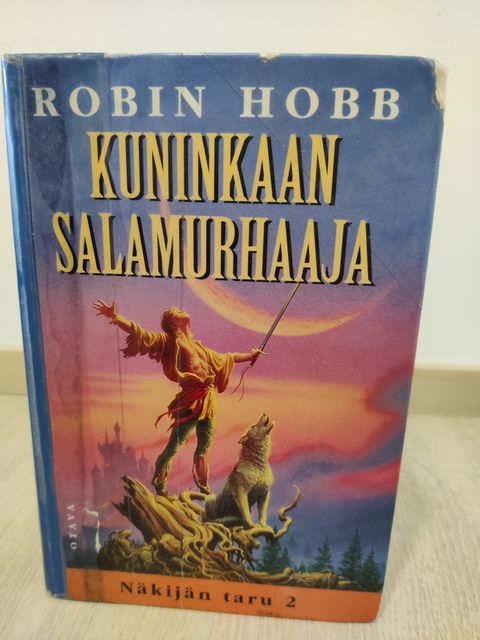 ROBIN HOBB
KUNINKAAN
SALAMURHAAJA
OTAVA
Näkijän taru 2